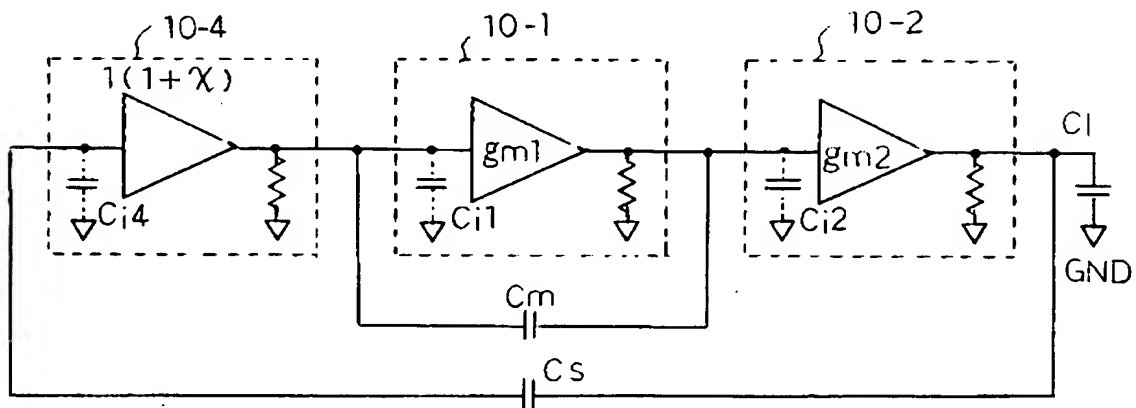 10-4
10-1
10-2
1(1+χ)
gm1
gm2
Cl
Ci4
Ci1
Ci2
GND
Cm
Cs